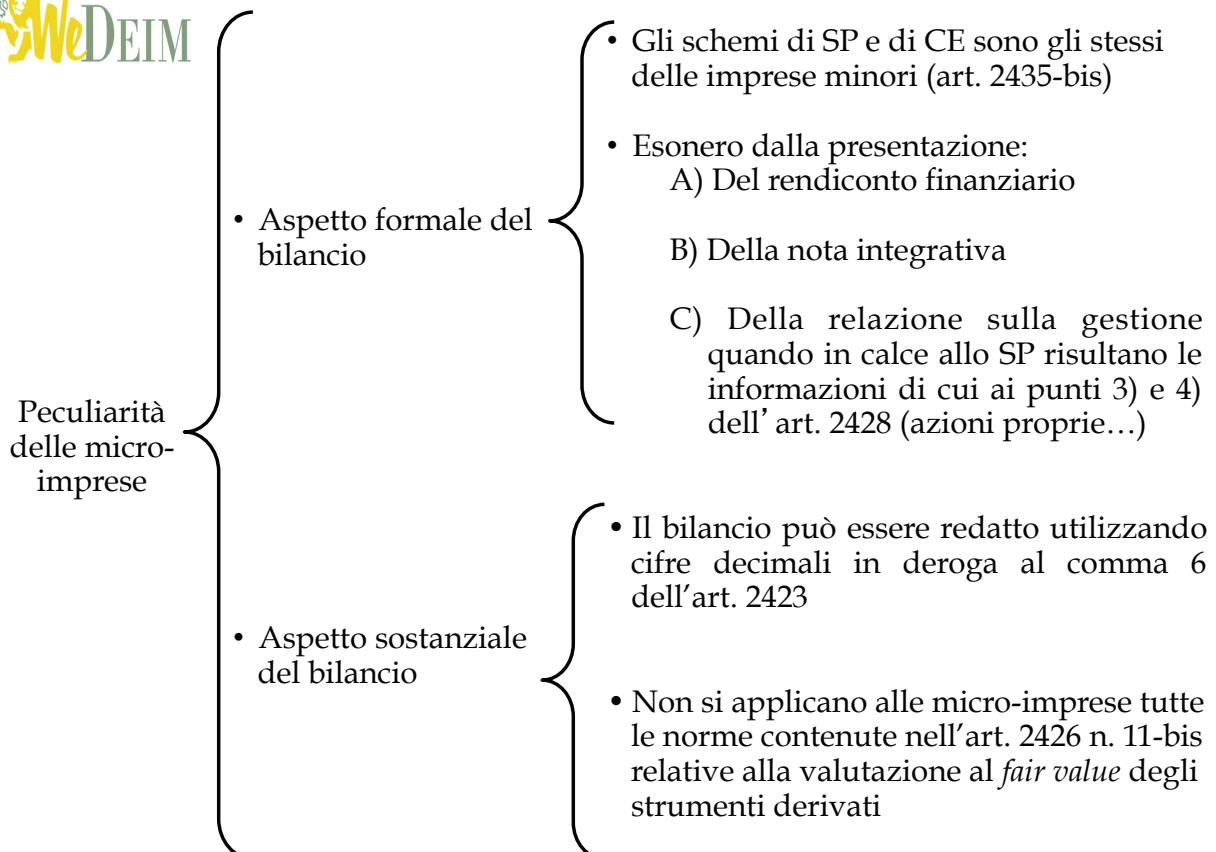 WeDEIM
Peculiarità
delle micro-
imprese
• Aspetto formale del
bilancio
• Gli schemi di SP e di CE sono gli stessi
delle imprese minori (art. 2435-bis)
• Esonero dalla presentazione:
A) Del rendiconto finanziario
B) Della nota integrativa
C) Della relazione sulla gestione
quando in calce allo SP risultano le
informazioni di cui ai punti 3) e 4)
dell’ art. 2428 (azioni proprie…)
• Aspetto sostanziale
del bilancio
• Il bilancio può essere redatto utilizzando
cifre decimali in deroga al comma 6
dell’art. 2423
• Non si applicano alle micro-imprese tutte
le norme contenute nell’art. 2426 n. 11-bis
relative alla valutazione al fair value degli
strumenti derivati